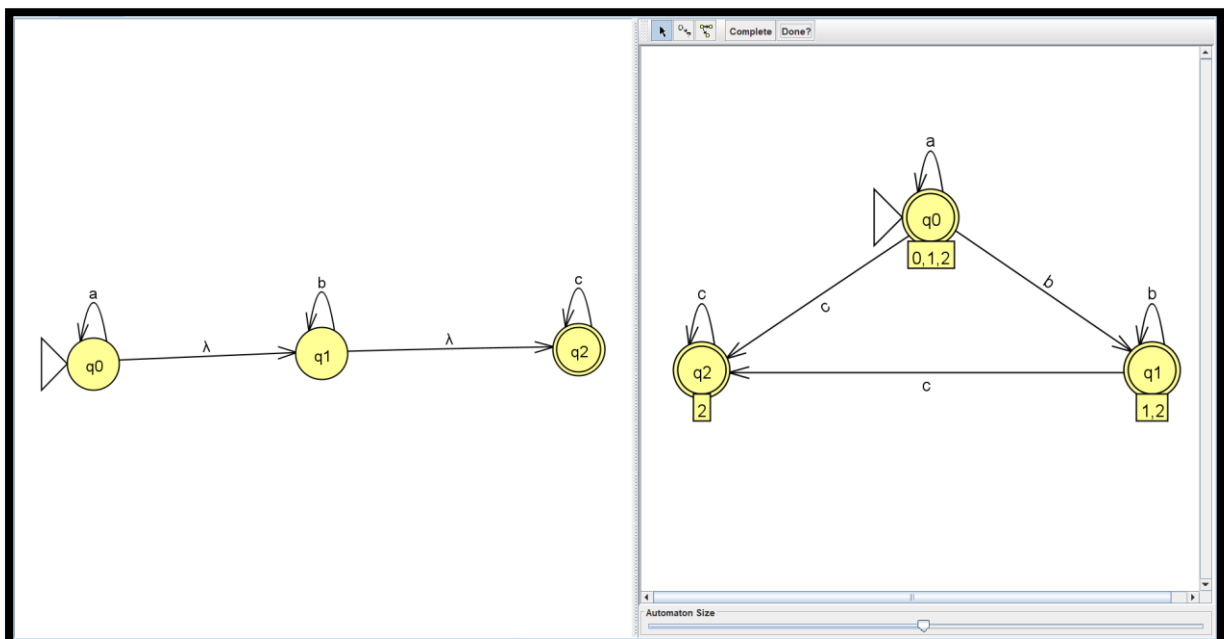 a
b
c
λ
λ
q0
q1
q2
Complete
Done?
a
q0
0,1,2
c
b
c
b
q2
q1
c
2
1,2
Automaton Size